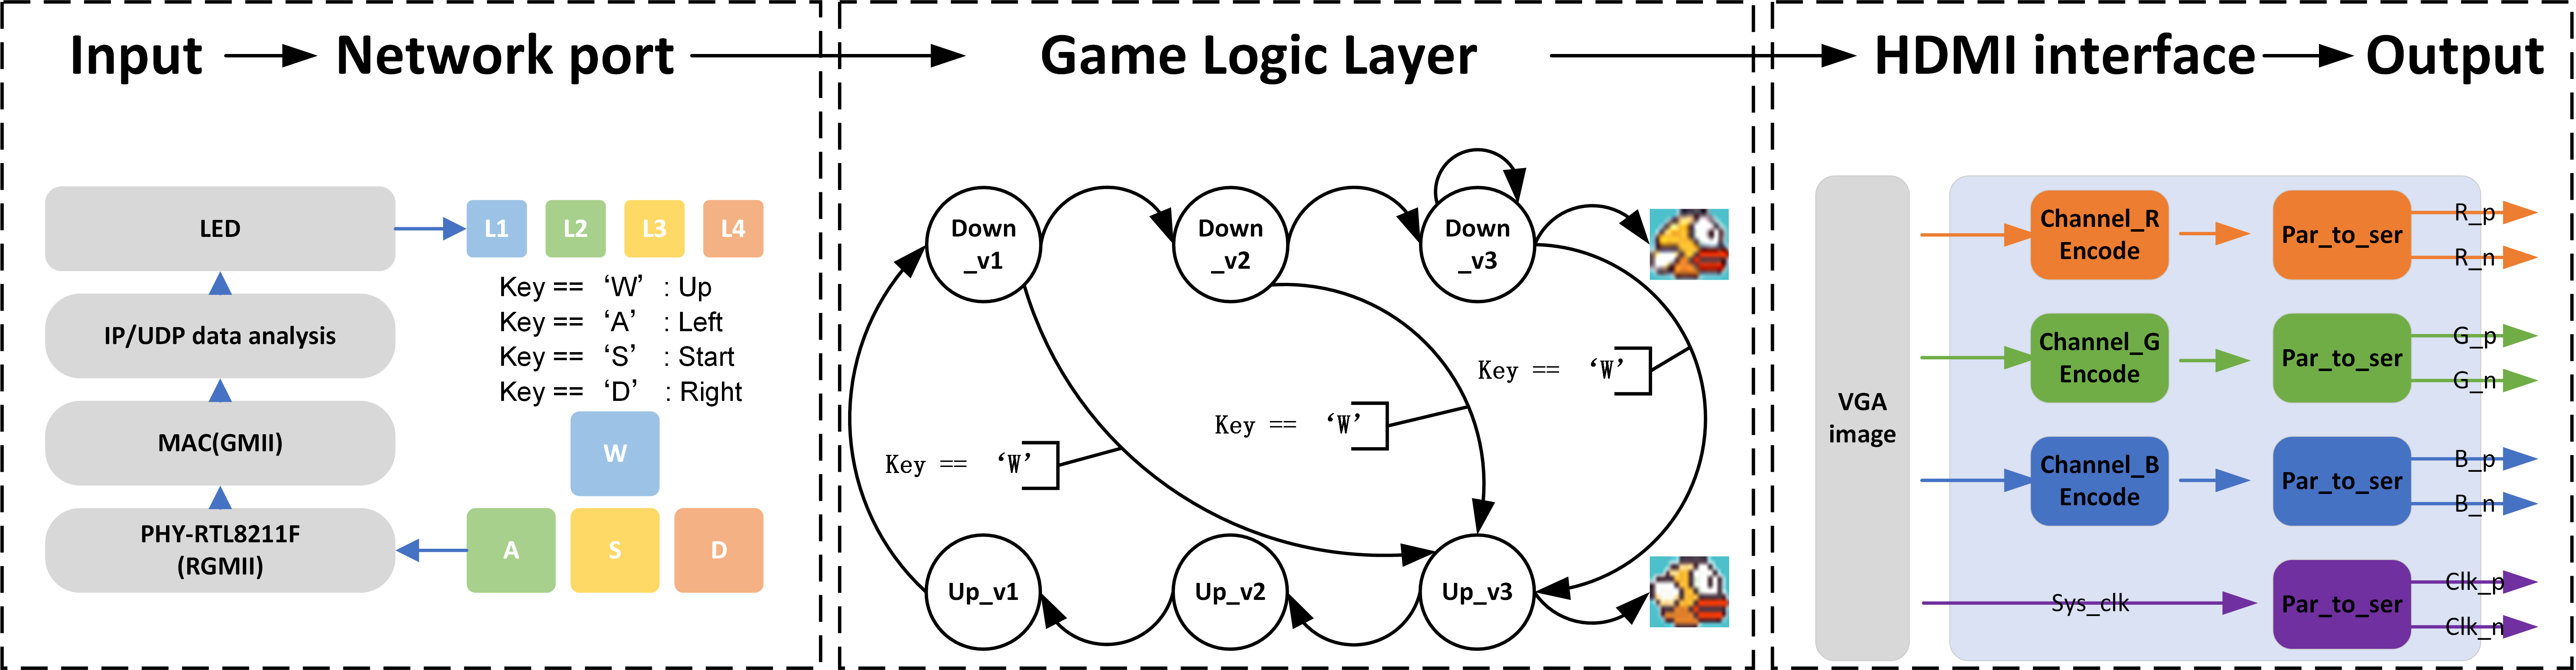 Input
Network port
Game Logic Layer
HDMI interface
Output
LED
IP/UDP data analysis
MAC(GMII)
PHY-RTL8211F
(RGMII)
L1
L2
L3
L4
Key == ‘W’ : Up
Key == ‘A’ : Left
Key == ‘S’ : Start
Key == ‘D’ : Right
W
A
S
D
Down
_v1
Down
_v2
Down
_v3
Key == ‘W’
Key == ‘W’
Key == ‘W’
Up_v1
Up_v2
Up_v3
VGA
image
Channel_R
Encode
Par_to_ser
R_p
R_n
Channel_G
Encode
Par_to_ser
G_p
G_n
Channel_B
Encode
Par_to_ser
B_p
B_n
Sys_clk
Par_to_ser
Clk_p
Clk_n